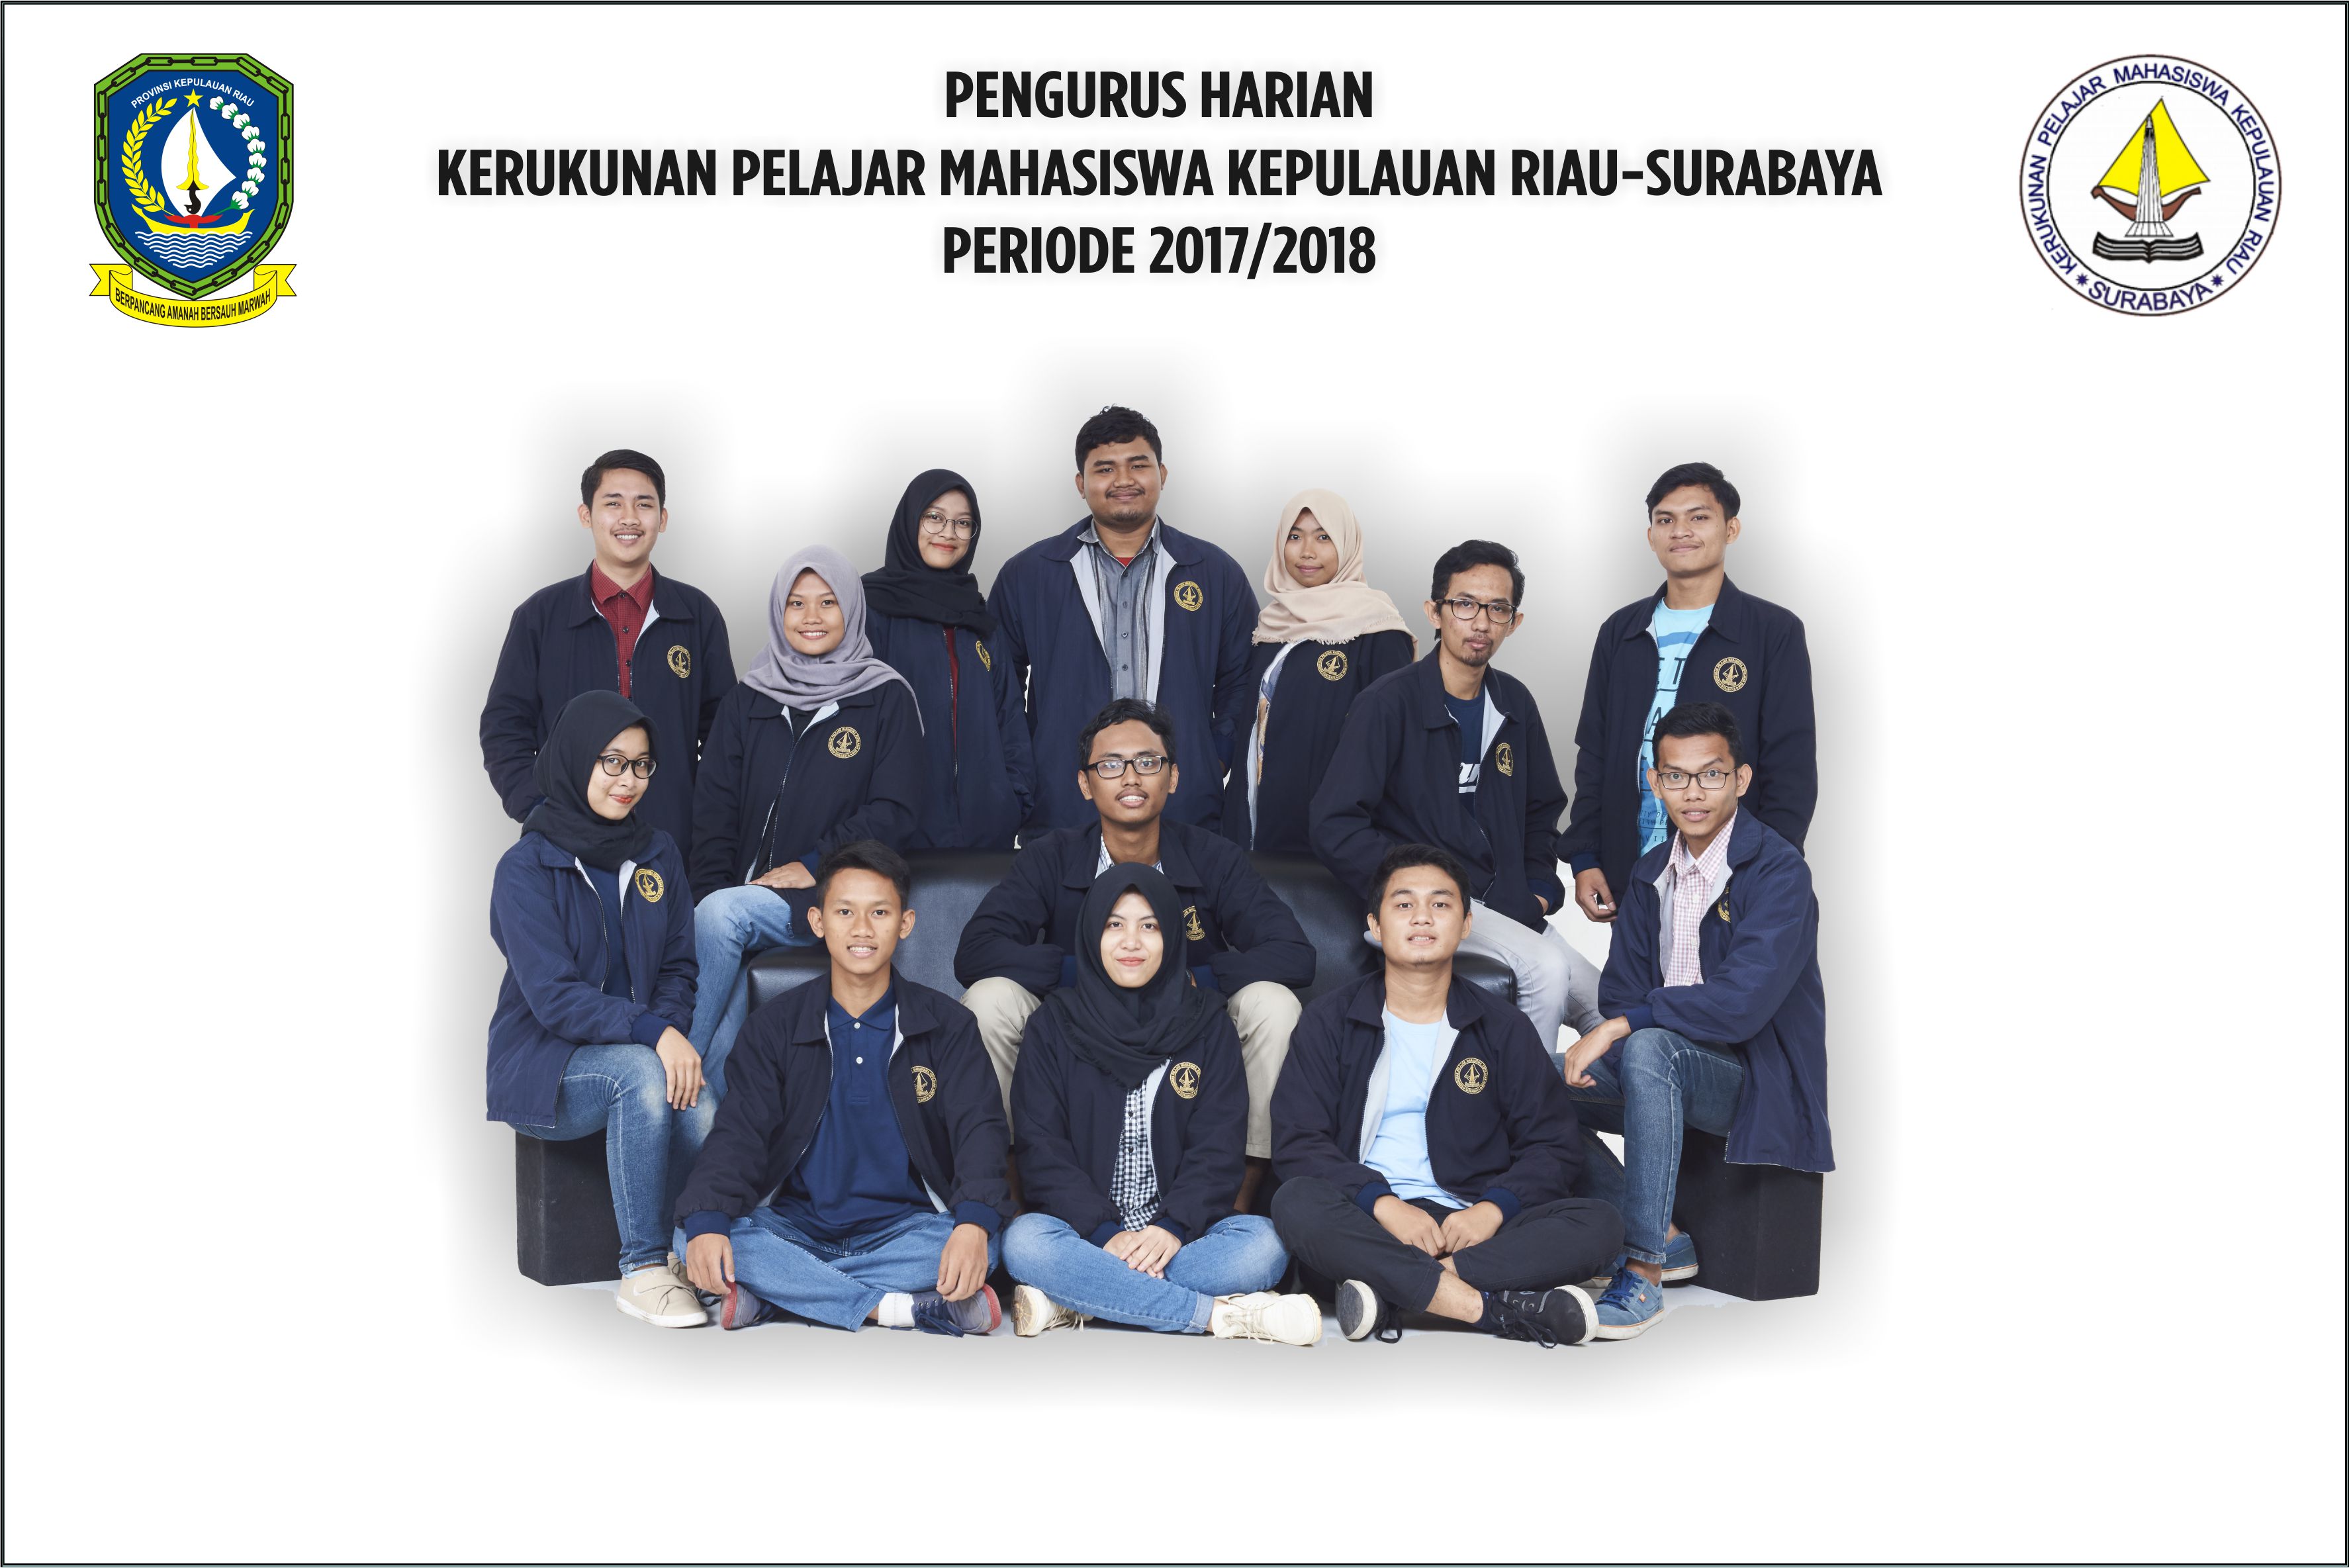 PENGURUS HARIAN
KERUKUNAN PELAJAR MAHASISWA KEPULAUAN RIAU-SURABAYA
PERIODE 2017/2018
PROVINSI KEPULAUAN RIAU
BERPANCANG AMANAH BERSAUH MARWAH
KERUKUNAN PELAJAR MAHASISWA KEPULAUAN RIAU
* SURABAYA *